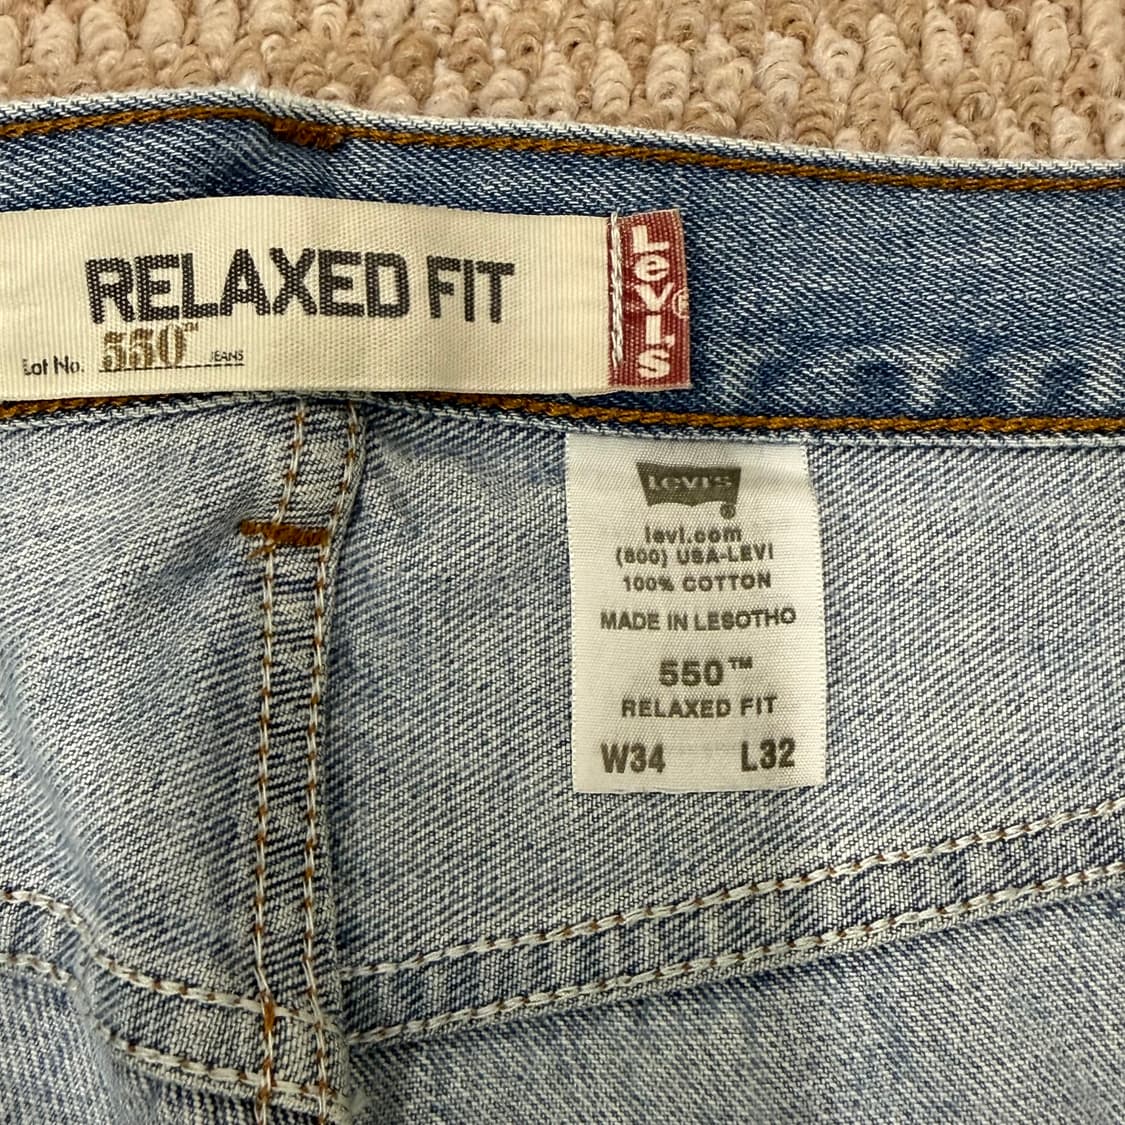 RELAXED FIT
Lot No. 550™ JEANS
Levi's®
Levi's®
levi.com
(800) USA-LEVI
100% COTTON
MADE IN LESOTHO
550™
RELAXED FIT
W34 L32